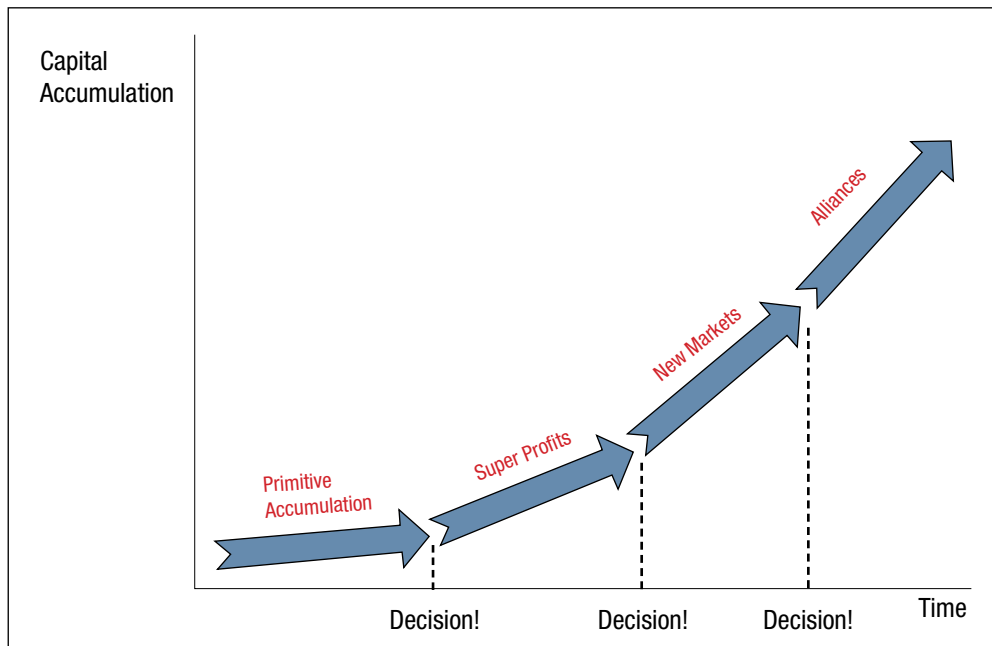 Capital
Accumulation
Alliances
New Markets
Super Profits
Primitive
Accumulation
Time
Decision!
Decision!
Decision!